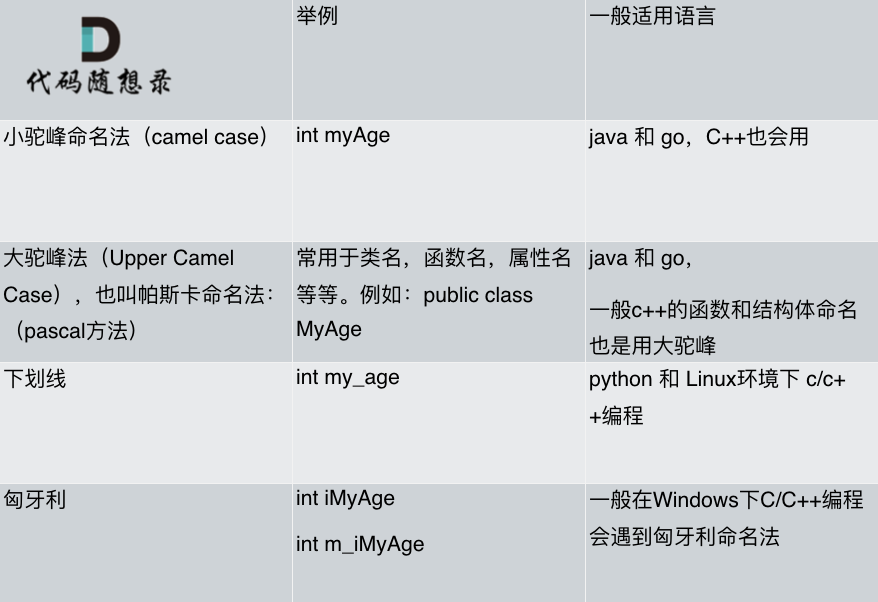 代码随想录
举例
一般适用语言
小驼峰命名法（camel case）
int myAge
java 和 go，C++也会用
大驼峰法（Upper Camel
Case），也叫帕斯卡命名法：
（pascal方法）
常用于类名，函数名，属性名
等等。例如：public class
MyAge
java 和 go，
一般c++的函数和结构体命名
也是用大驼峰
下划线
int my_age
python 和 Linux环境下 c/c+
+编程
匈牙利
int iMyAge
int m_iMyAge
一般在Windows下C/C++编程
会遇到匈牙利命名法